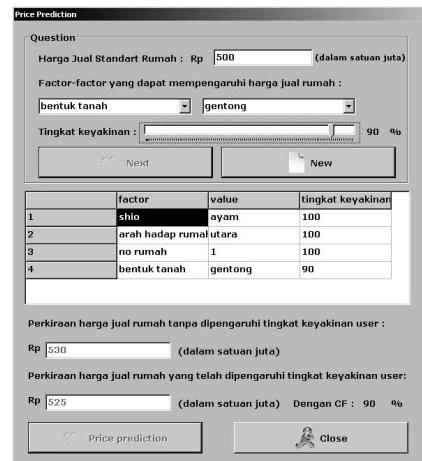 Price Prediction
Question
Harga Jual Standart Rumah : Rp 500 (dalam satuan juta)
Factor-factor yang dapat mempengaruhi harga jual rumah :
bentuk tanah gentong
Tingkat keyakinan : 90 %
Next New
factor value tingkat keyakinan
1 shio ayam 100
2 arah hadap rumah utara 100
3 no rumah 1 100
4 bentuk tanah gentong 90
Perkiraan harga jual rumah tanpa dipengaruhi tingkat keyakinan user :
Rp 530 (dalam satuan juta)
Perkiraan harga jual rumah yang telah dipengaruhi tingkat keyakinan user:
Rp 525 (dalam satuan juta) Dengan CF : 90 %
Price prediction Close